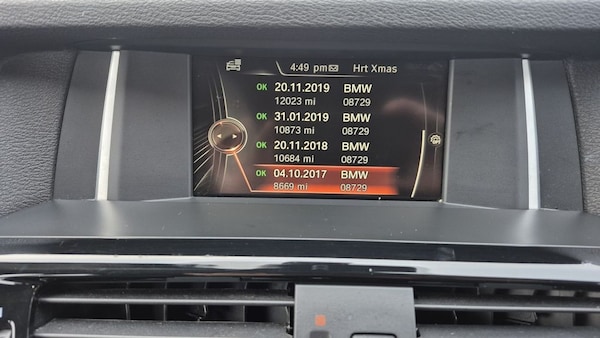 4:49 pm Hrt Xmas
OK 20.11.2019 BMW
12023 mi 08729
OK 31.01.2019 BMW
10873 mi 08729
OK 20.11.2018 BMW
10684 mi 08729
OK 04.10.2017 BMW
8669 mi 08729